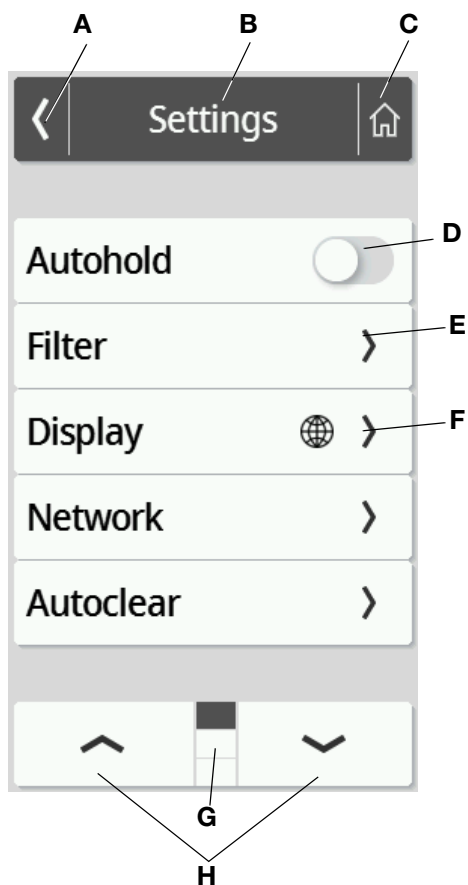 A B C
Settings
D
Autohold
E
Filter
F
Display
Network
Autoclear
G
H